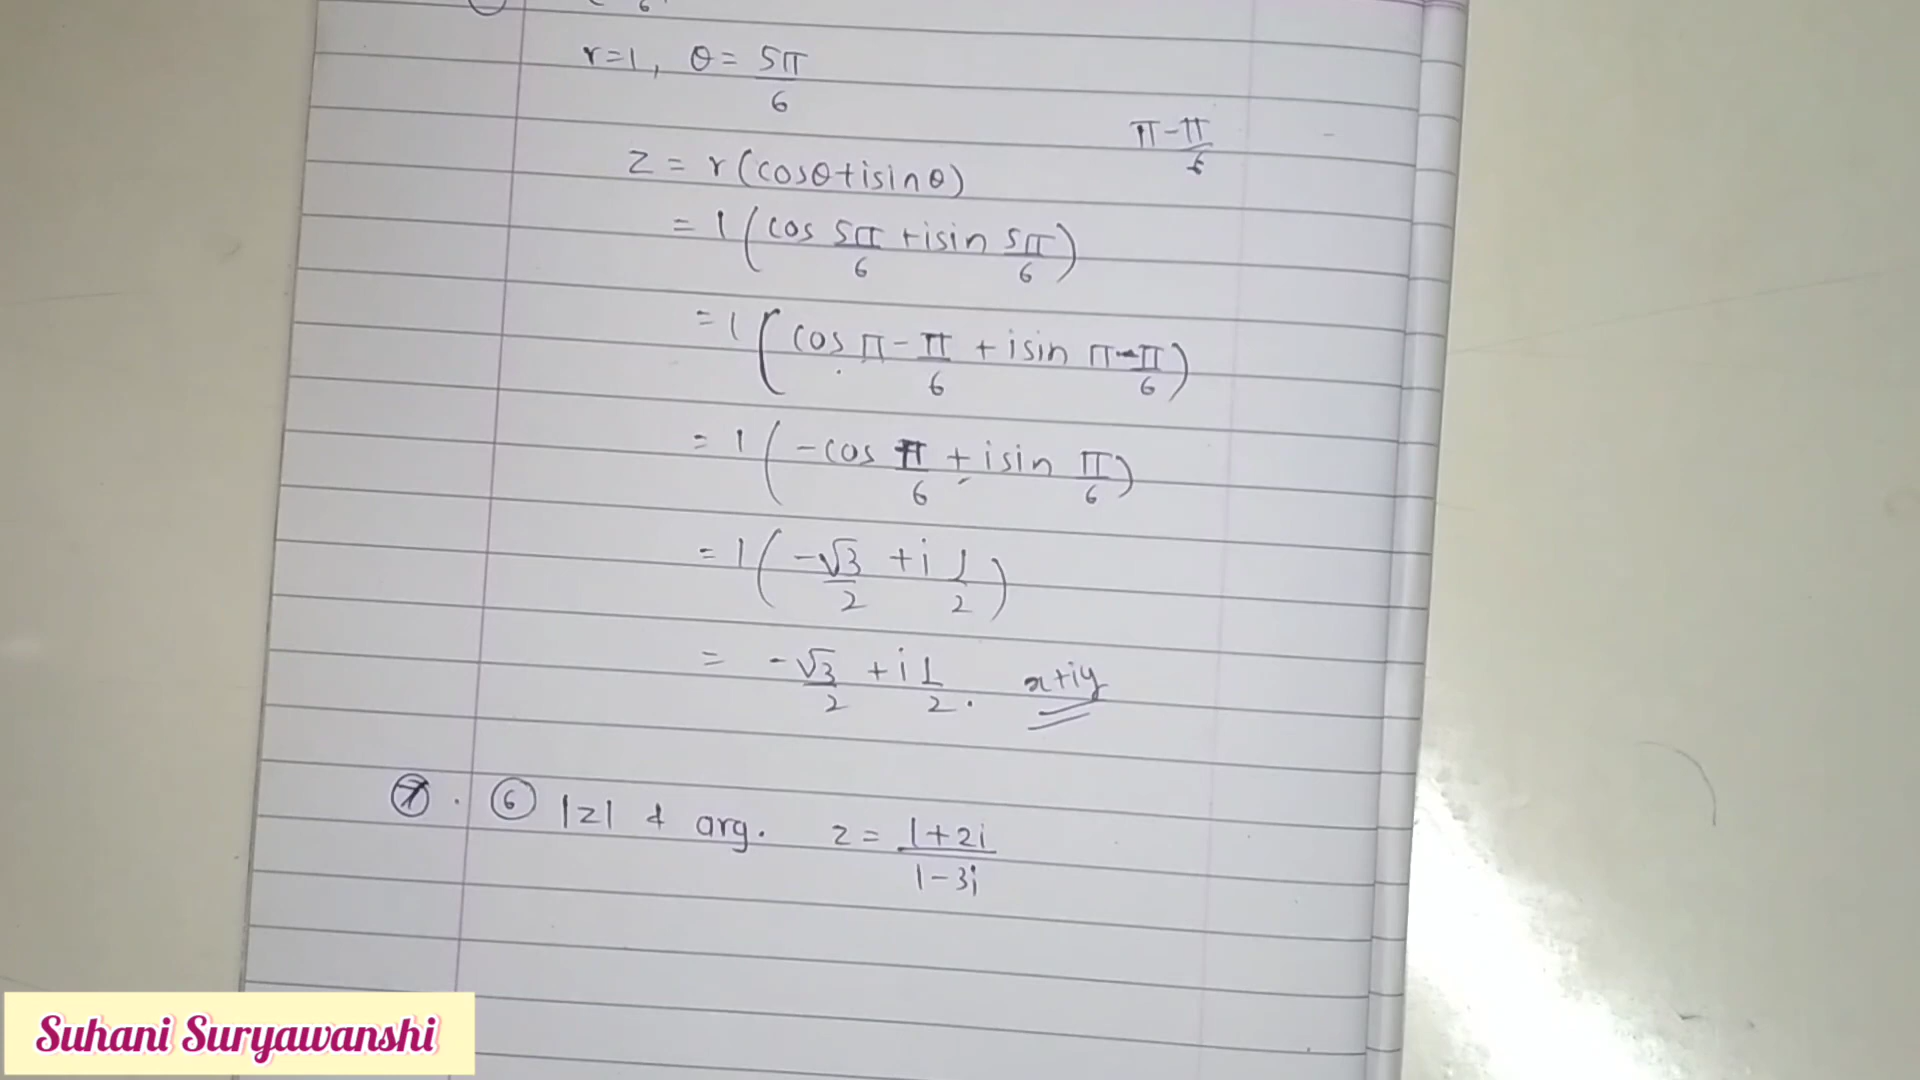 r=1, θ= 5π/6
π-π/6
z = r(cosθ+isinθ)
= 1(cos 5π/6 +isin 5π/6)
=1(cos π-π/6 + isin π-π/6)
= 1(-cos π/6 + isin π/6)
= 1(-√3/2 +i 1/2)
= -√3/2 +i 1/2. x+iy
7. 6 |z| & arg. z= 1+2i/1-3i
Suhani Suryawanshi